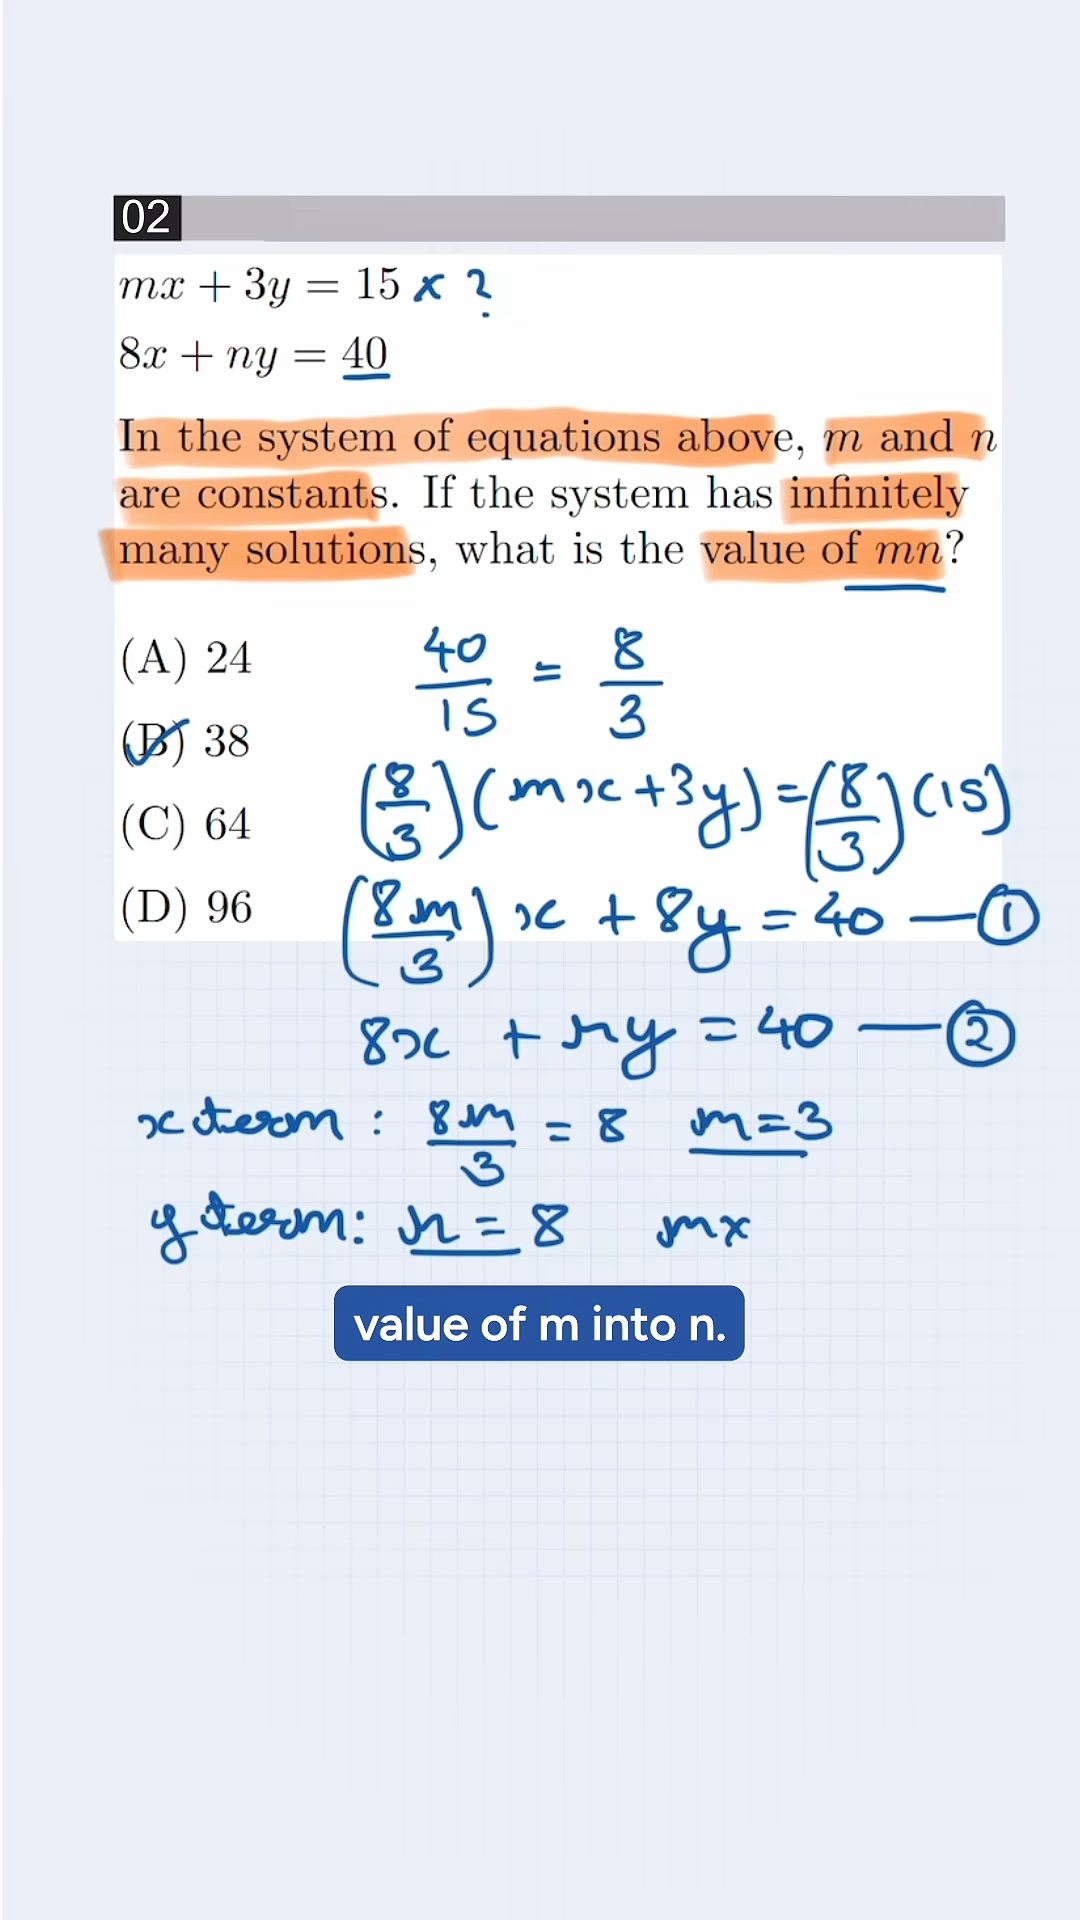 02
mx + 3y = 15 x ?
8x + ny = 40
In the system of equations above, m and n
are constants. If the system has infinitely
many solutions, what is the value of mn?
(A) 24
40/15 = 8/3
(B) 38
(8/3)(mx+3y)=(8/3)(15)
(C) 64
(D) 96
(8m/3)x + 8y = 40 — ①
8x + ny = 40 — ②
x term : 8m/3 = 8 m=3
y term: n = 8 mx
value of m into n.